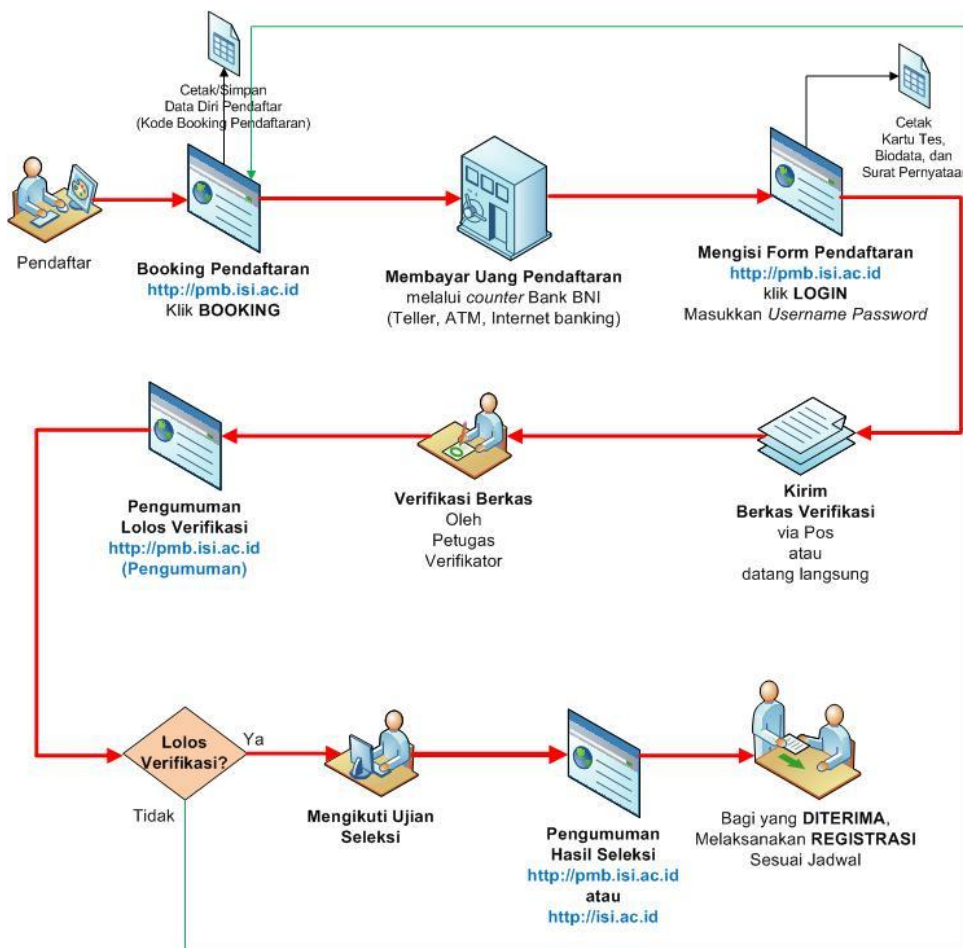 Cetak/Simpan
Data Diri Pendaftar
(Kode Booking Pendaftaran)
Cetak
Kartu Tes,
Biodata, dan
Surat Pernyataa
Pendaftar
Booking Pendaftaran
http://pmb.isi.ac.id
Klik BOOKING
Membayar Uang Pendaftaran
melalui counter Bank BNI
(Teller, ATM, Internet banking)
Mengisi Form Pendaftaran
http://pmb.isi.ac.id
klik LOGIN
Masukkan Username Password
Pengumuman
Lolos Verifikasi
http://pmb.isi.ac.id
(Pengumuman)
Verifikasi Berkas
Oleh
Petugas
Verifikator
Kirim
Berkas Verifikasi
via Pos
atau
datang langsung
Lolos
Verifikasi?
Ya
Tidak
Mengikuti Ujian
Seleksi
Pengumuman
Hasil Seleksi
http://pmb.isi.ac.id
atau
http://isi.ac.id
Bagi yang DITERIMA,
Melaksanakan REGISTRASI
Sesuai Jadwal